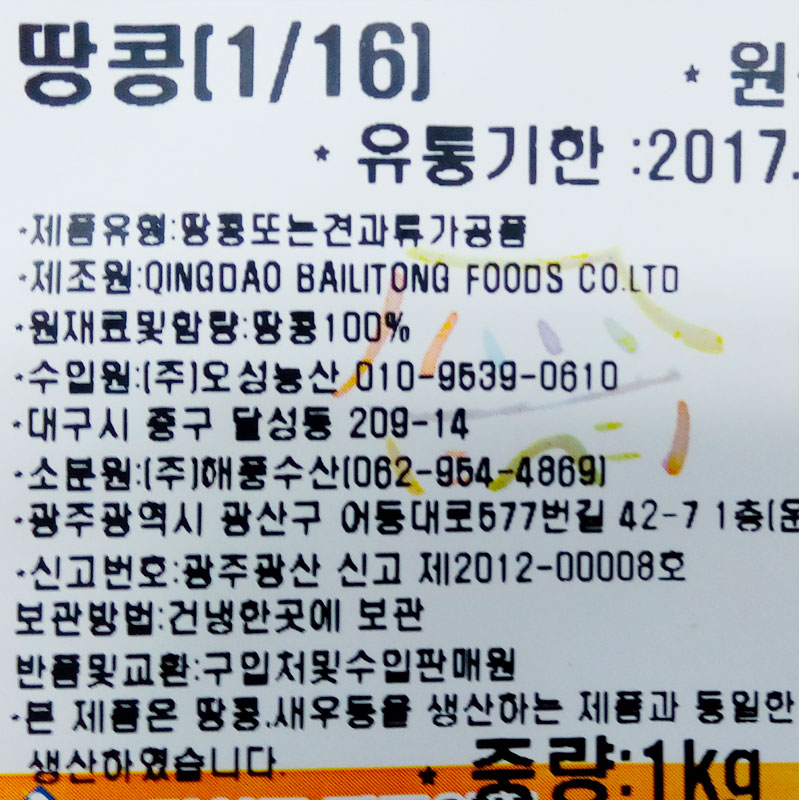 땅콩(1/16)
* 원
* 유통기한 :2017.
·제품유형:땅콩또는견과류가공품
·제조원:QINGDAO BAILITONG FOODS CO.LTD
·원재료및함량:땅콩100%
·수입원:(주)오성농산 010-9539-0610
·대구시 중구 달성동 209-14
·소분원:(주)해풍수산(062-954-4869)
·광주광역시 광산구 어등대로577번길 42-7 1층(운
·신고번호:광주광산 신고 제2012-00008호
보관방법:건냉한곳에 보관
반품및교환:구입처및수입판매원
·본 제품은 땅콩.새우등을 생산하는 제품과 동일한
생산하였습니다.
* 중량:1kg